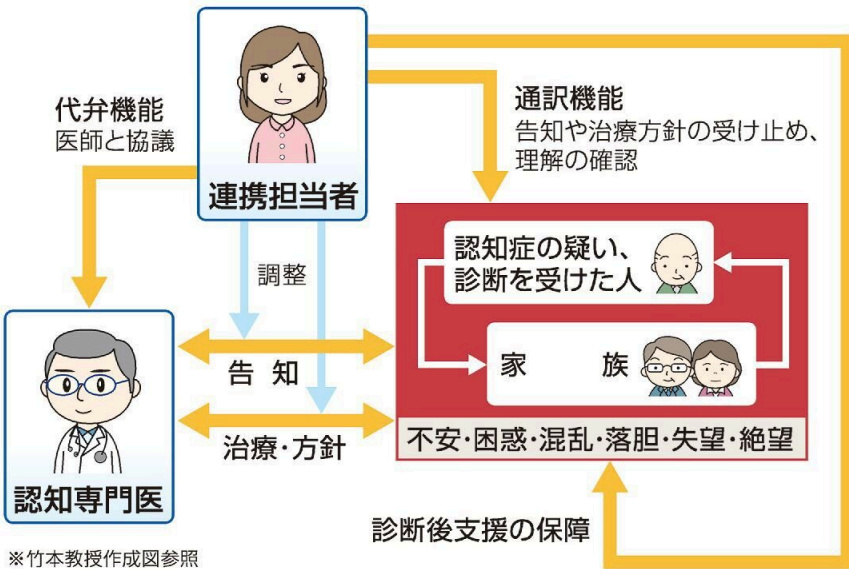 代弁機能
医師と協議
連携担当者
通訳機能
告知や治療方針の受け止め、
理解の確認
調整
認知症の疑い、
診断を受けた人
家　族
告 知
治療・方針
不安・困惑・混乱・落胆・失望・絶望
認知専門医
診断後支援の保障
※竹本教授作成図参照